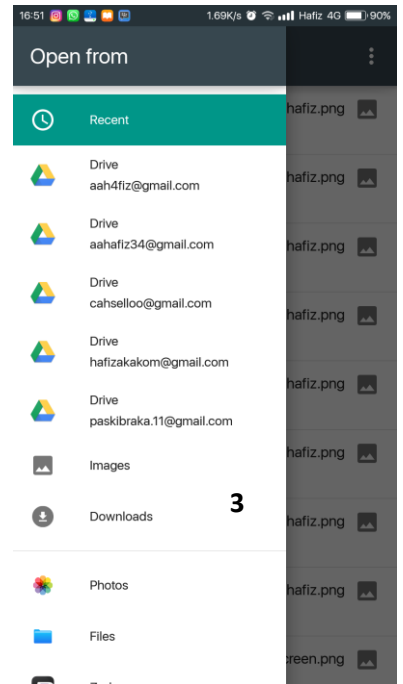 16:51 1.69K/s Hafiz 4G 90%
Open from
Recent
hafiz.png
Drive
aah4fiz@gmail.com
hafiz.png
Drive
aahafiz34@gmail.com
hafiz.png
Drive
cahselloo@gmail.com
hafiz.png
Drive
hafizakakom@gmail.com
hafiz.png
Drive
paskibraka.11@gmail.com
hafiz.png
Images
Downloads
3
hafiz.png
Photos
hafiz.png
Files
creen.png